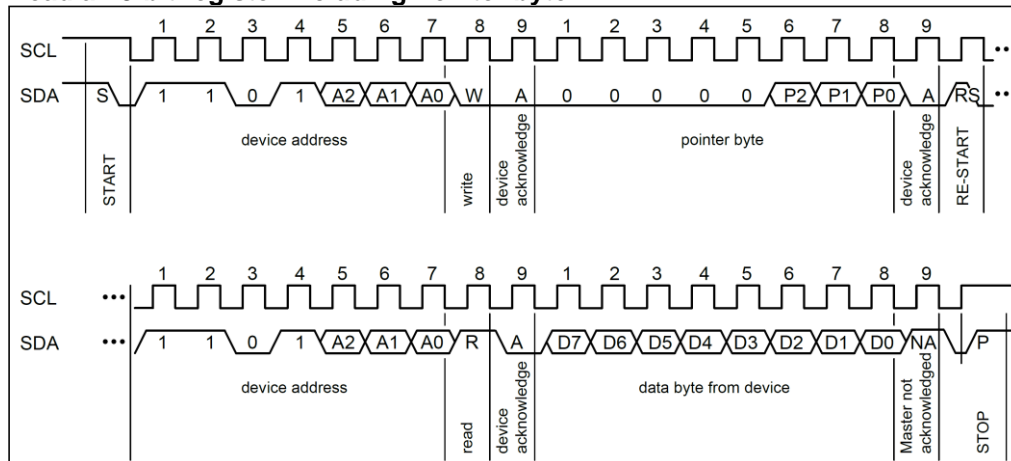 1 2 3 4 5 6 7 8 9 1 2 3 4 5 6 7 8 9
SCL •••
SDA S 1 1 0 1 A2 A1 A0 W A 0 0 0 0 0 P2 P1 P0 A RS •••
START
device address
write
device acknowledge
pointer byte
device acknowledge
RE-START
1 2 3 4 5 6 7 8 9 1 2 3 4 5 6 7 8 9
SCL •••
SDA ••• 1 1 0 1 A2 A1 A0 R A D7 D6 D5 D4 D3 D2 D1 D0 NA P
device address
read
device acknowledge
data byte from device
Master not acknowledged
STOP